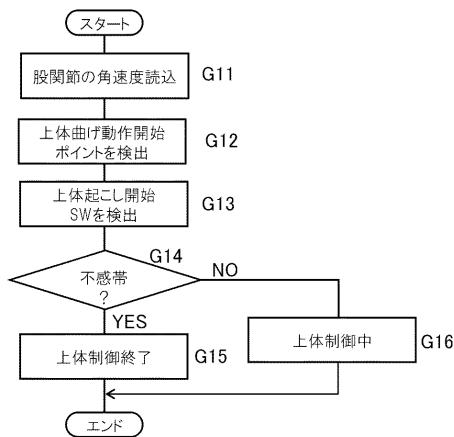 スタート
股関節の角速度読込
G11
上体曲げ動作開始
ポイントを検出
G12
上体起こし開始
SWを検出
G13
G14
不感帯
?
NO
YES
上体制御終了
G15
上体制御中
G16
エンド